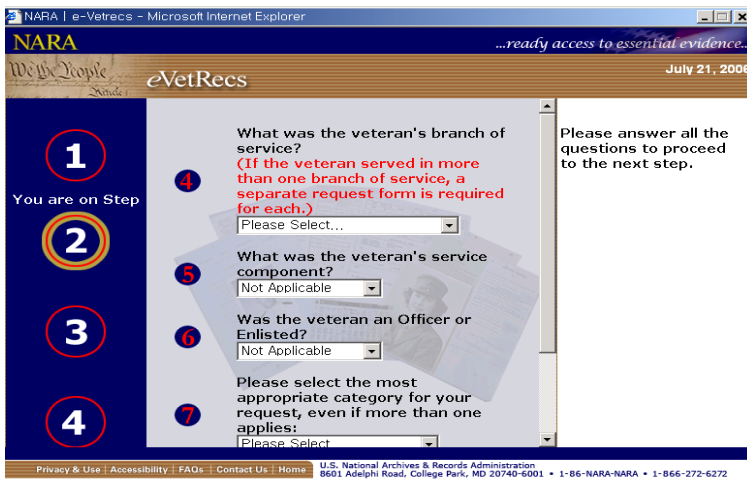 NARA | e-Vetrecs - Microsoft Internet Explorer
NARA
...ready access to essential evidence..
We the People
Article
eVetRecs
July 21, 2006
1
You are on Step
2
3
4
4
What was the veteran's branch of
service?
(If the veteran served in more
than one branch of service, a
separate request form is required
for each.)
Please Select...
5
What was the veteran's service
component?
Not Applicable
6
Was the veteran an Officer or
Enlisted?
Not Applicable
7
Please select the most
appropriate category for your
request, even if more than one
applies:
Please Select
Please answer all the
questions to proceed
to the next step.
Privacy & Use | Accessibility | FAQs | Contact Us | Home
U.S. National Archives & Records Administration
8601 Adelphi Road, College Park, MD 20740-6001 • 1-86-NARA-NARA • 1-866-272-6272